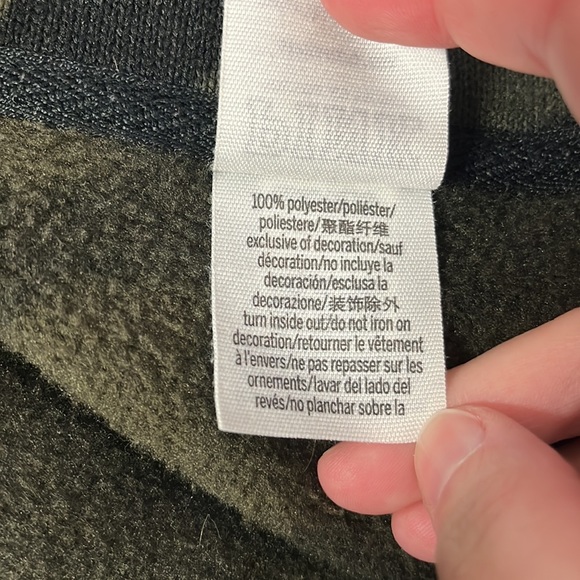 100% polyester/poliéster/
poliestere/聚酯纤维
exclusive of decoration/sauf
décoration/no incluye la
decoración/esclusa la
decorazione/装饰除外
turn inside out/do not iron on
decoration/retourner le vêtement
à l'envers/ne pas repasser sur les
ornements/lavar del lado del
revés/no planchar sobre la